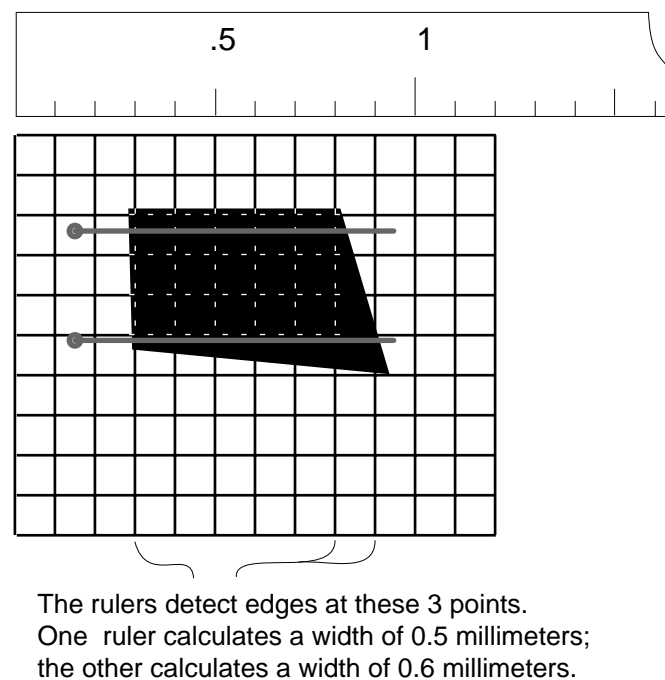 .5 1
C
C
The rulers detect edges at these 3 points.
One ruler calculates a width of 0.5 millimeters;
the other calculates a width of 0.6 millimeters.